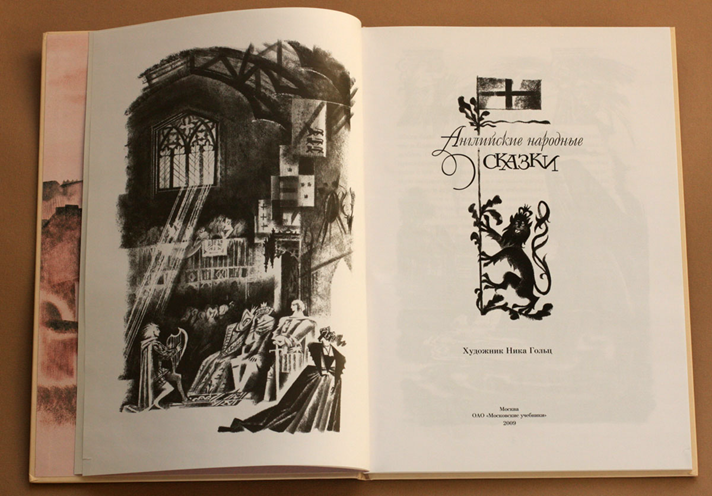 Английские народные
СКАЗКИ
Художник Ника Гольц
Москва
ОАО «Московские учебники»
2009